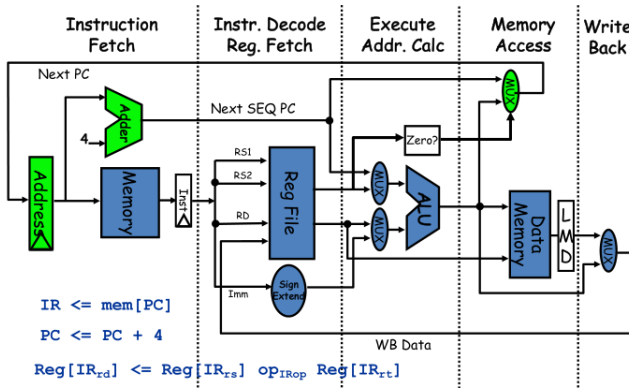 Instruction
Fetch
Instr. Decode
Reg. Fetch
Execute
Addr. Calc
Memory
Access
Write
Back
Next PC
Next SEQ PC
Adder
4
MUX
Zero?
RS1
RS2
RD
Imm
Address
Memory
Inst
Reg File
MUX
MUX
ALU
Data
Memory
L
M
D
MUX
Sign
Extend
WB Data
IR <= mem[PC]
PC <= PC + 4
Reg[IRrd] <= Reg[IRrs] opIRop Reg[IRrt]